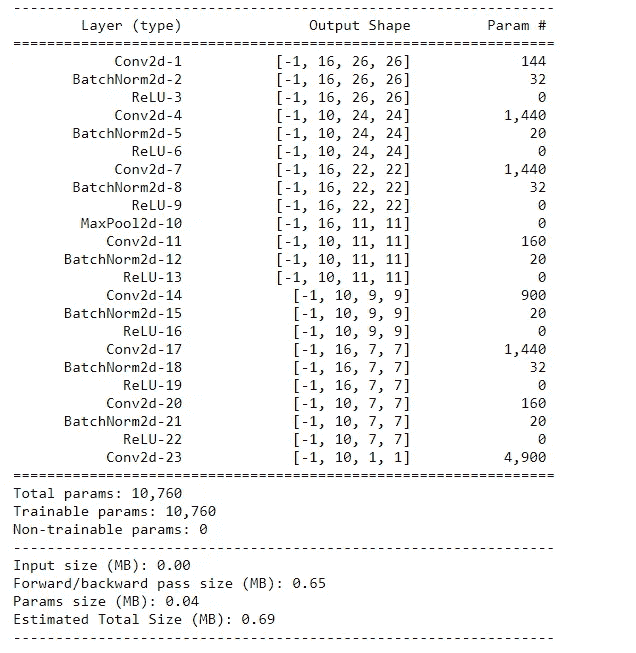 ----------------------------------------------------------------
Layer (type) Output Shape Param #
================================================================
Conv2d-1 [-1, 16, 26, 26] 144
BatchNorm2d-2 [-1, 16, 26, 26] 32
ReLU-3 [-1, 16, 26, 26] 0
Conv2d-4 [-1, 10, 24, 24] 1,440
BatchNorm2d-5 [-1, 10, 24, 24] 20
ReLU-6 [-1, 10, 24, 24] 0
Conv2d-7 [-1, 16, 22, 22] 1,440
BatchNorm2d-8 [-1, 16, 22, 22] 32
ReLU-9 [-1, 16, 22, 22] 0
MaxPool2d-10 [-1, 16, 11, 11] 0
Conv2d-11 [-1, 10, 11, 11] 160
BatchNorm2d-12 [-1, 10, 11, 11] 20
ReLU-13 [-1, 10, 11, 11] 0
Conv2d-14 [-1, 10, 9, 9] 900
BatchNorm2d-15 [-1, 10, 9, 9] 20
ReLU-16 [-1, 10, 9, 9] 0
Conv2d-17 [-1, 16, 7, 7] 1,440
BatchNorm2d-18 [-1, 16, 7, 7] 32
ReLU-19 [-1, 16, 7, 7] 0
Conv2d-20 [-1, 10, 7, 7] 160
BatchNorm2d-21 [-1, 10, 7, 7] 20
ReLU-22 [-1, 10, 7, 7] 0
Conv2d-23 [-1, 10, 1, 1] 4,900
================================================================
Total params: 10,760
Trainable params: 10,760
Non-trainable params: 0
----------------------------------------------------------------
Input size (MB): 0.00
Forward/backward pass size (MB): 0.65
Params size (MB): 0.04
Estimated Total Size (MB): 0.69
----------------------------------------------------------------